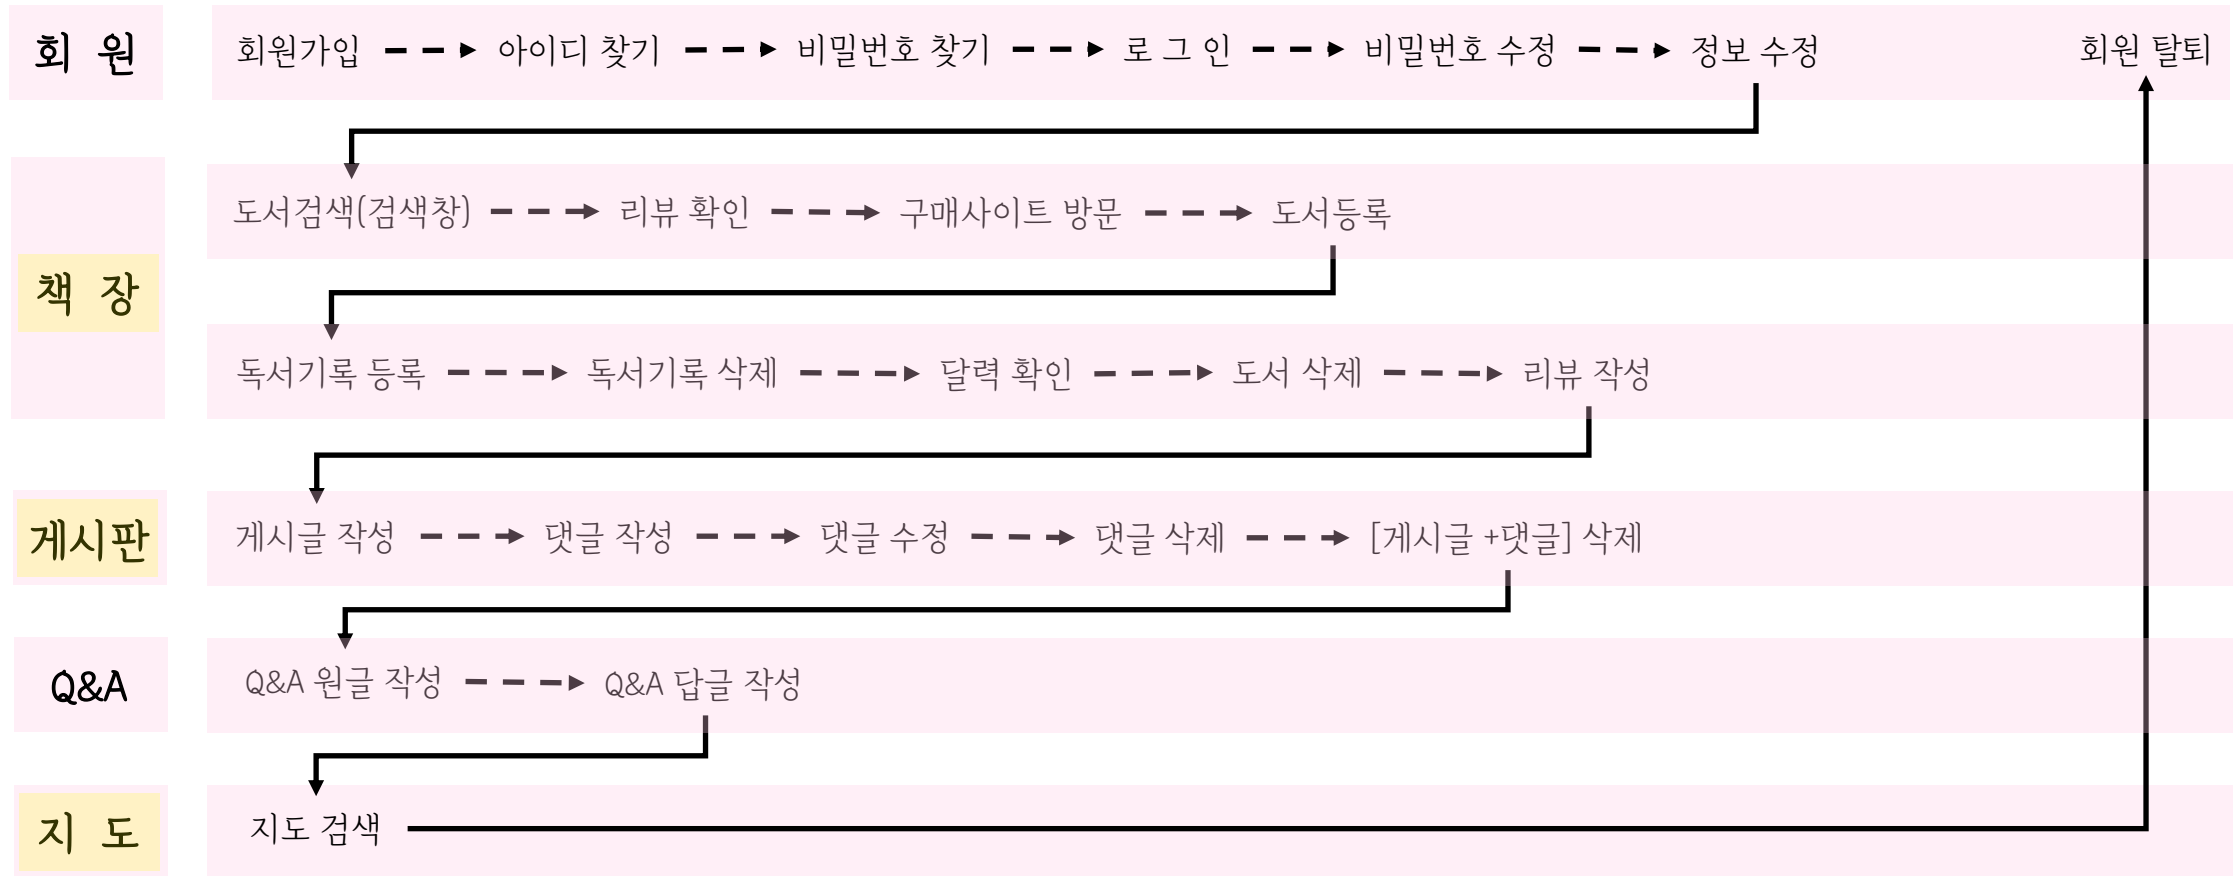 회 원
회원가입 아이디 찾기 비밀번호 찾기 로 그 인 비밀번호 수정 정보 수정 회원 탈퇴
도서검색(검색창) 리뷰 확인 구매사이트 방문 도서등록
책 장
독서기록 등록 독서기록 삭제 달력 확인 도서 삭제 리뷰 작성
게시판
게시글 작성 댓글 작성 댓글 수정 댓글 삭제 [게시글 +댓글] 삭제
Q&A
Q&A 원글 작성 Q&A 답글 작성
지 도
지도 검색